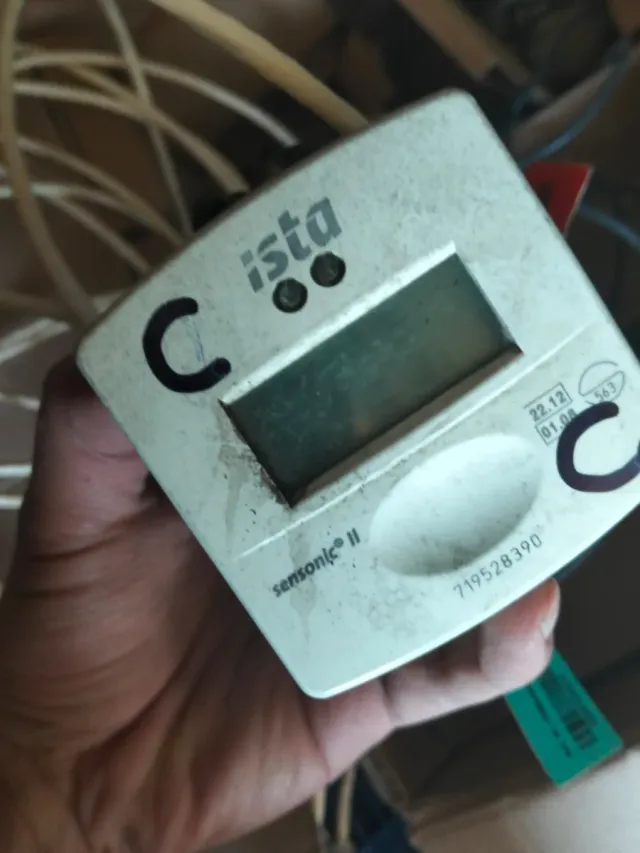 ista
C
22.12
563
01.08
C
sensonic® II
719528390